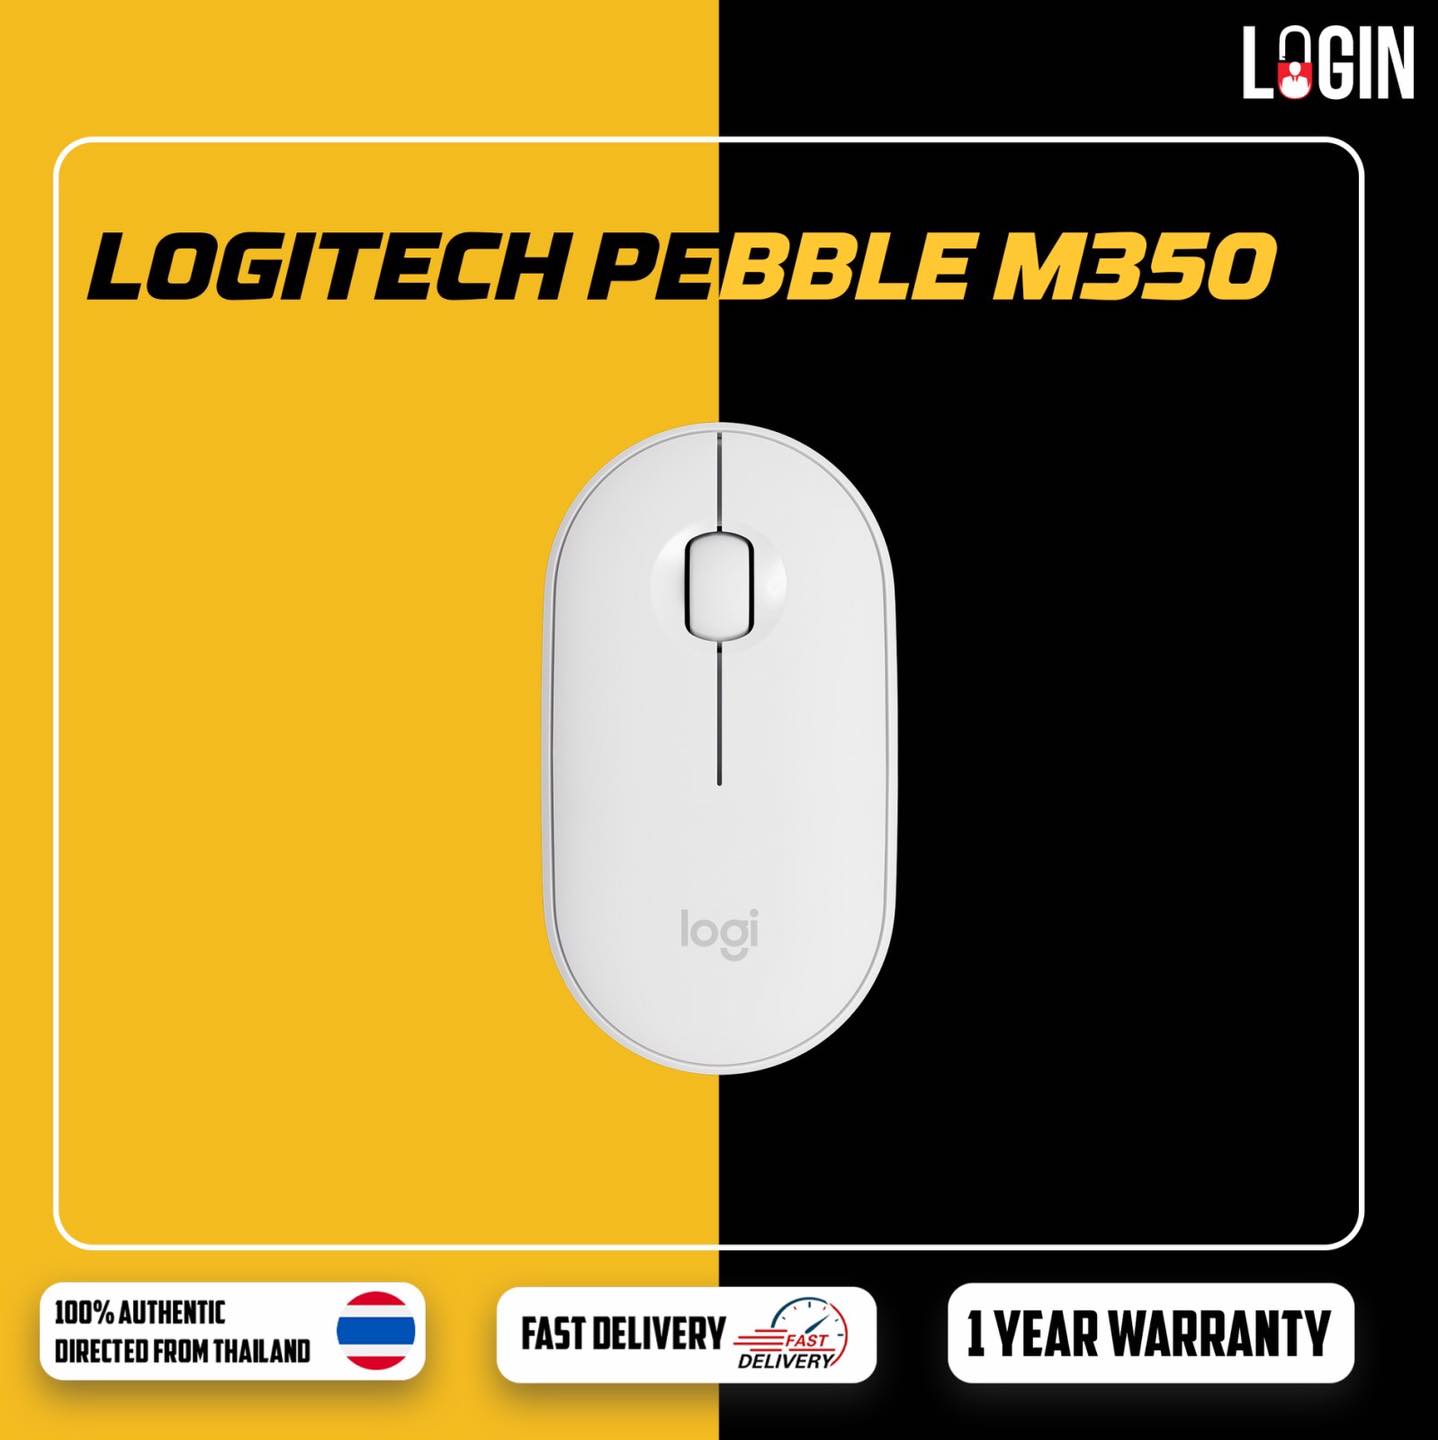 LOGIN
LOGITECH PEBBLE M350
logi
100% AUTHENTIC
DIRECTED FROM THAILAND
FAST DELIVERY
FAST
DELIVERY
1 YEAR WARRANTY